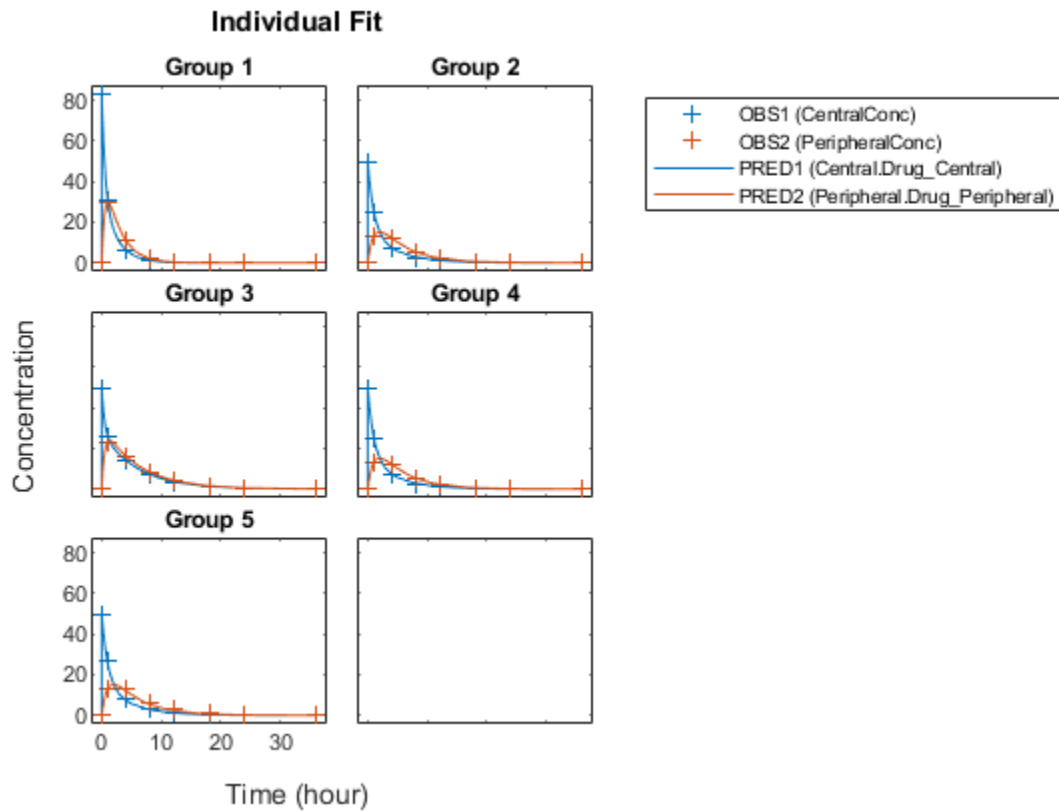 Individual Fit
Group 1
Group 2
80
60
40
20
0
OBS1 (CentralConc)
OBS2 (PeripheralConc)
PRED1 (Central.Drug_Central)
PRED2 (Peripheral.Drug_Peripheral)
Group 3
Group 4
Concentration
Group 5
80
60
40
20
0
0 10 20 30
Time (hour)